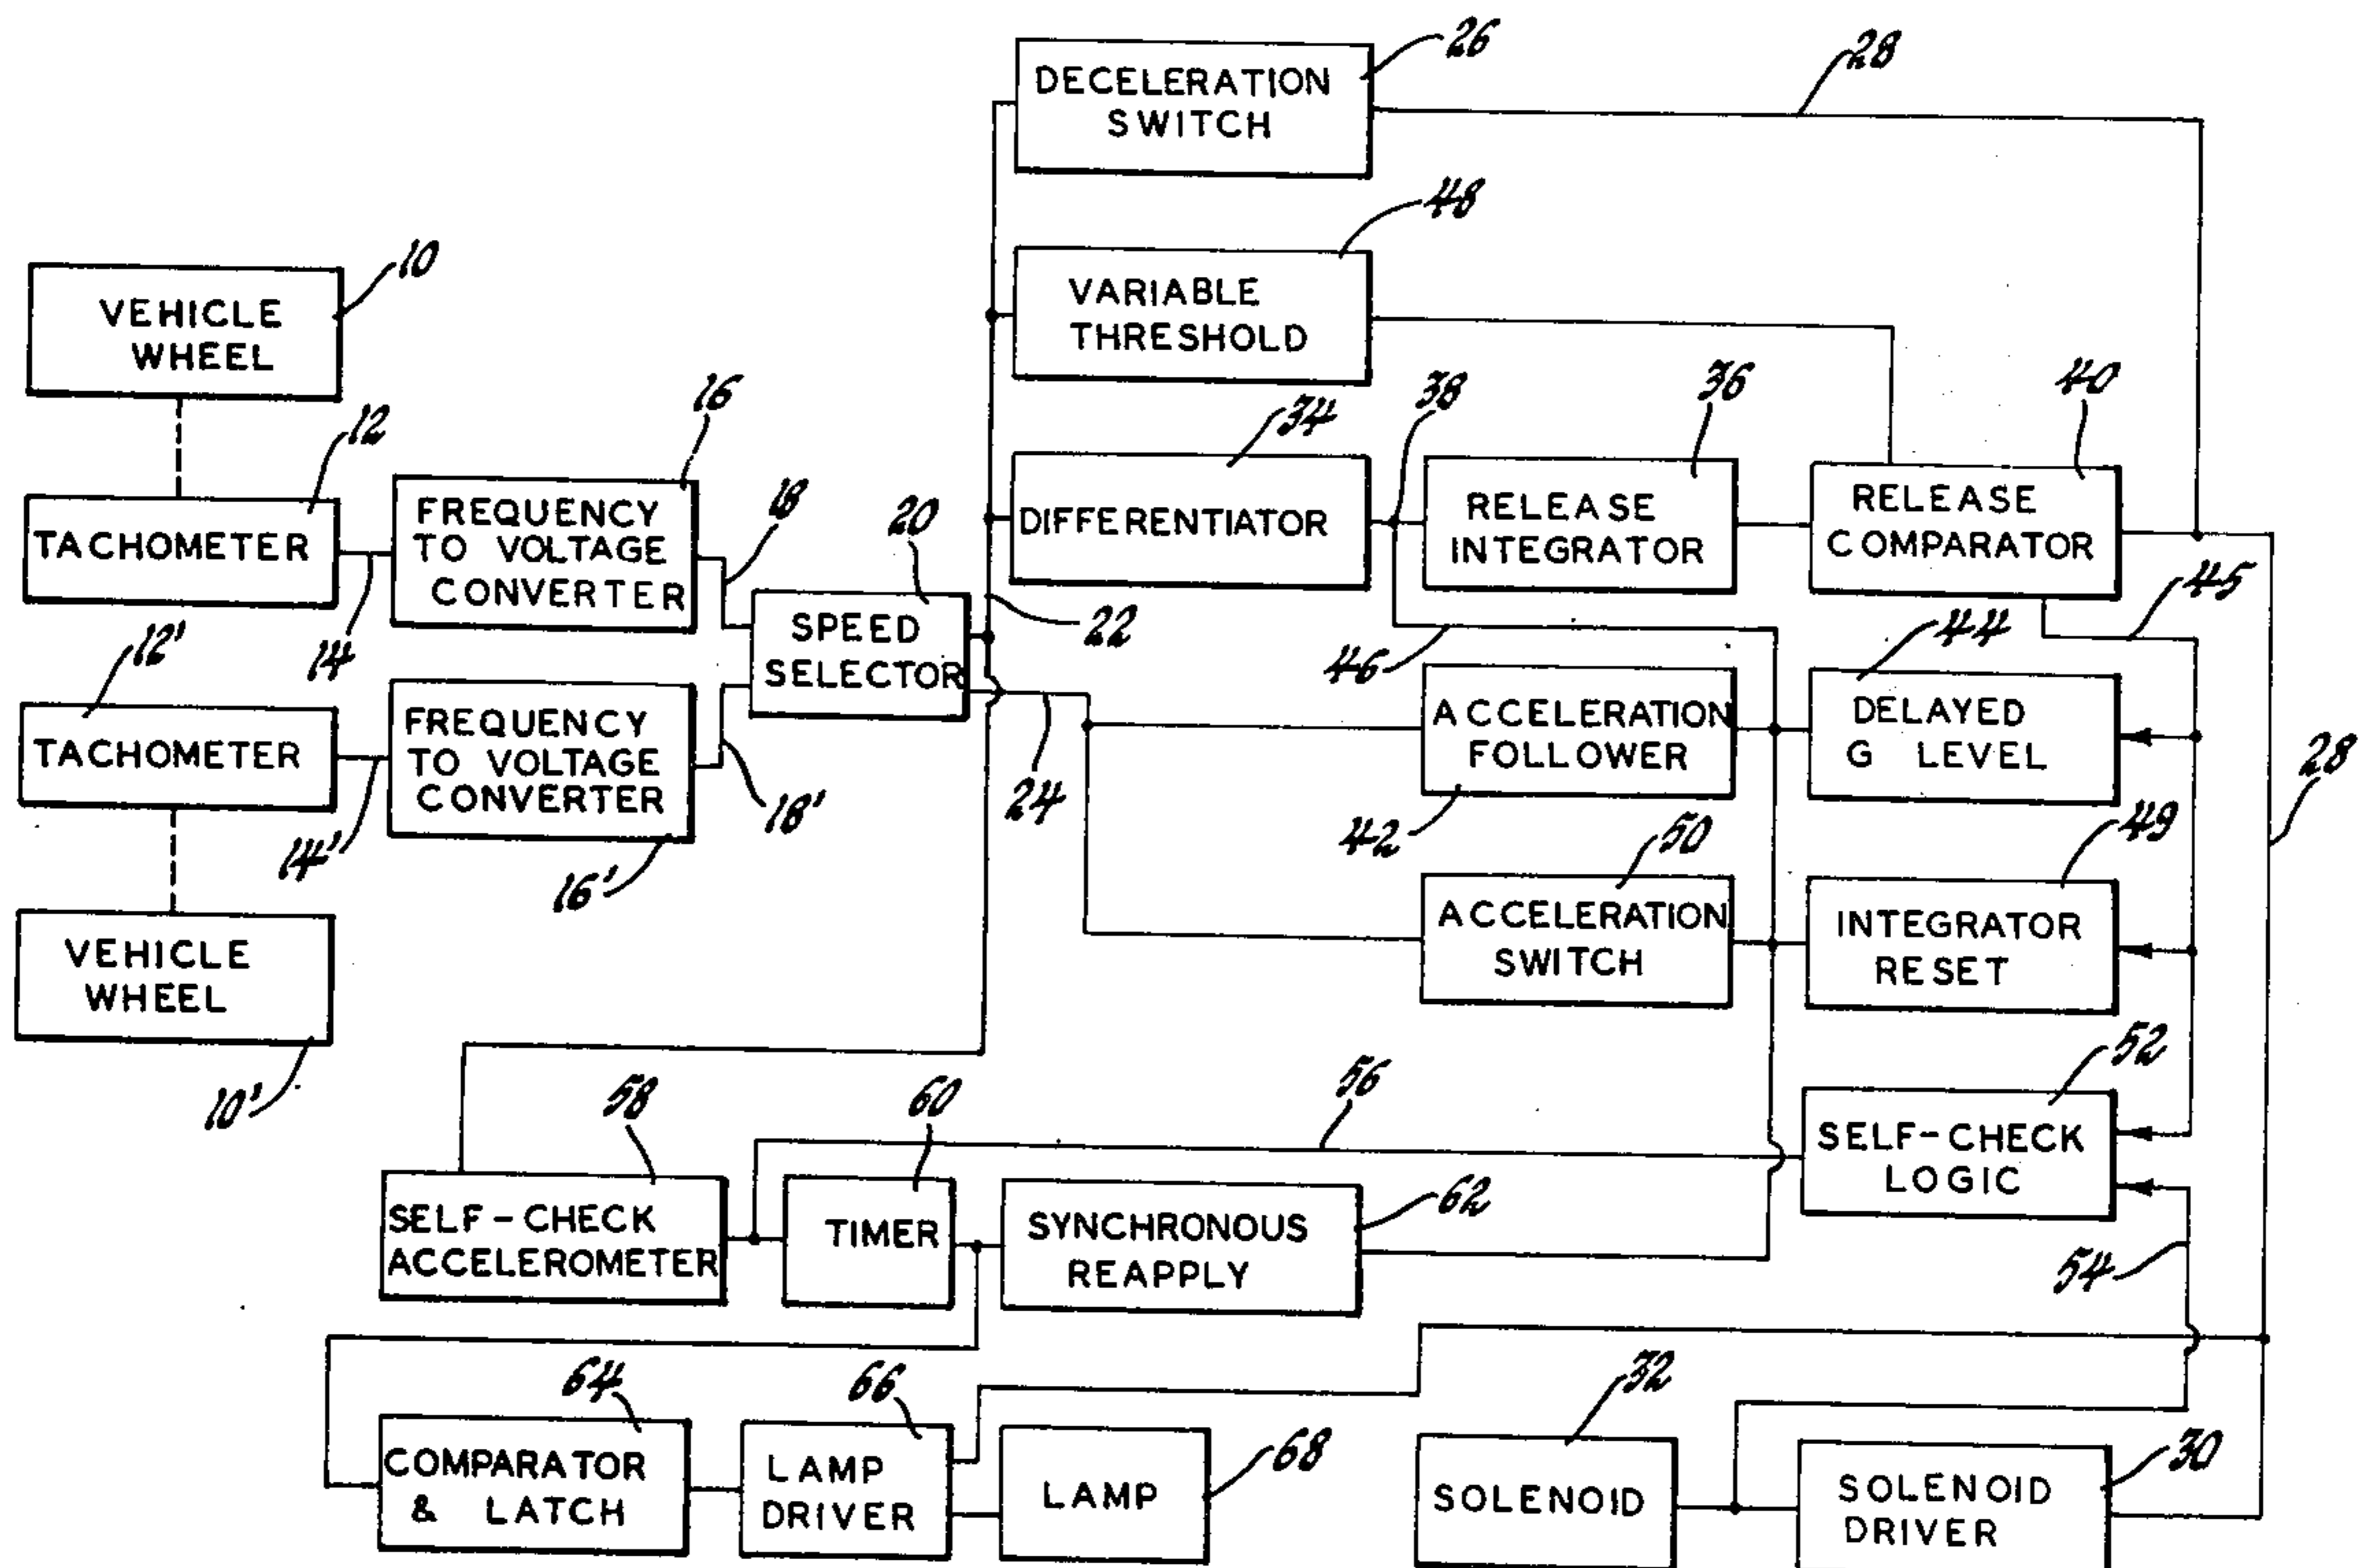 26
28
DECELERATION
SWITCH
48
10
VARIABLE
THRESHOLD
VEHICLE
WHEEL
16
12
34
38
36
40
18
20
FREQUENCY
TO VOLTAGE
CONVERTER
TACHOMETER
DIFFERENTIATOR
RELEASE
INTEGRATOR
RELEASE
COMPARATOR
45
12'
14
SPEED
SELECTOR
22
46
44
TACHOMETER
FREQUENCY
TO VOLTAGE
CONVERTER
ACCELERATION
FOLLOWER
DELAYED
G LEVEL
28
24
18'
14'
16'
42
50
49
VEHICLE
WHEEL
ACCELERATION
SWITCH
INTEGRATOR
RESET
10'
58
60
56
52
SELF-CHECK
LOGIC
62
SELF-CHECK
ACCELEROMETER
TIMER
SYNCHRONOUS
REAPPLY
54
64
66
32
68
30
COMPARATOR
& LATCH
LAMP
DRIVER
LAMP
SOLENOID
SOLENOID
DRIVER